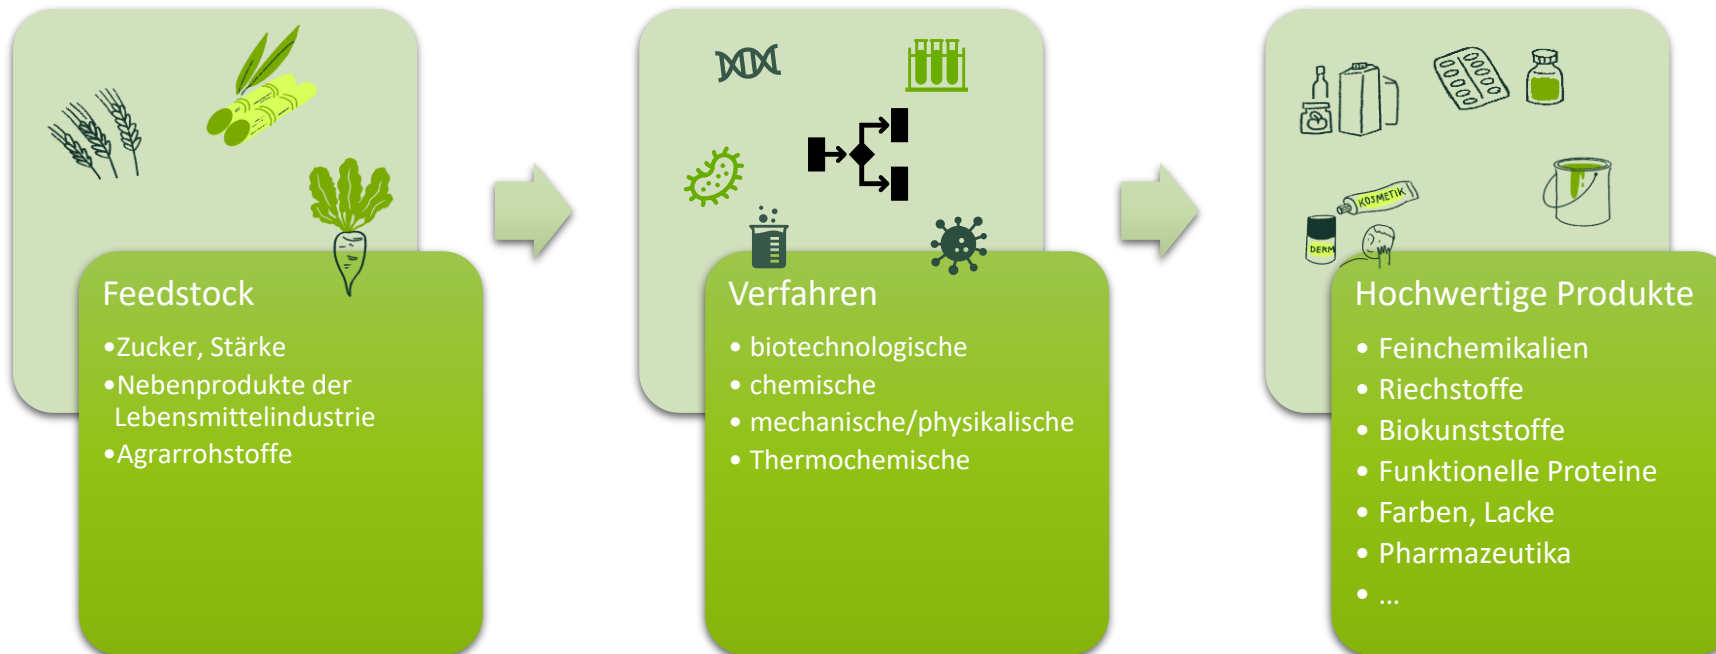 KOSMETIK
DERM
Feedstock
•Zucker, Stärke
•Nebenprodukte der
Lebensmittelindustrie
•Agrarrohstoffe
Verfahren
• biotechnologische
• chemische
• mechanische/physikalische
• Thermochemische
Hochwertige Produkte
• Feinchemikalien
• Riechstoffe
• Biokunststoffe
• Funktionelle Proteine
• Farben, Lacke
• Pharmazeutika
• ...